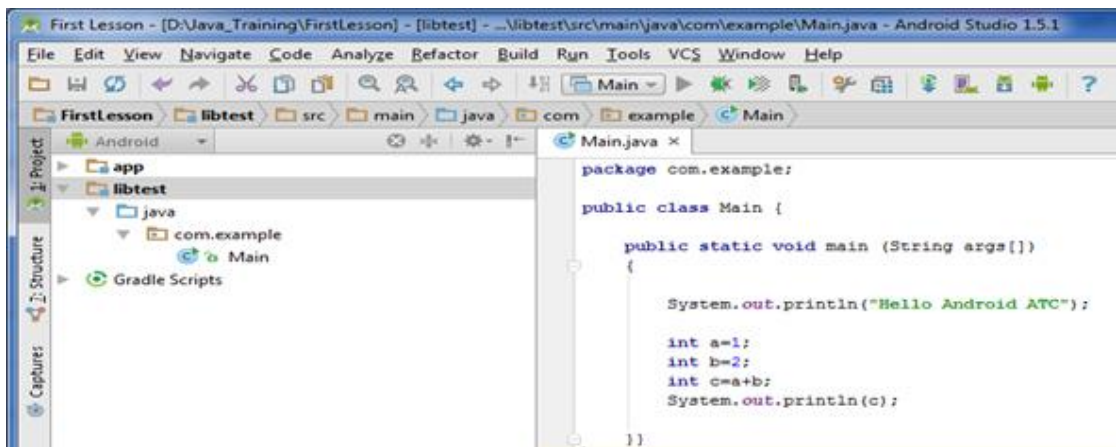 First Lesson - [D:\Java_Training\FirstLesson] - [libtest] - ...\libtest\src\main\java\com\example\Main.java - Android Studio 1.5.1
File Edit View Navigate Code Analyze Refactor Build Run Tools VCS Window Help
Main
FirstLesson libtest src main java com example Main
1: Project
Android
Main.java
app
libtest
java
com.example
Main
Gradle Scripts
2: Structure
Captures
package com.example;
public class Main {
public static void main (String args[])
{
System.out.println("Hello Android ATC");
int a=1;
int b=2;
int c=a+b;
System.out.println(c);
}}